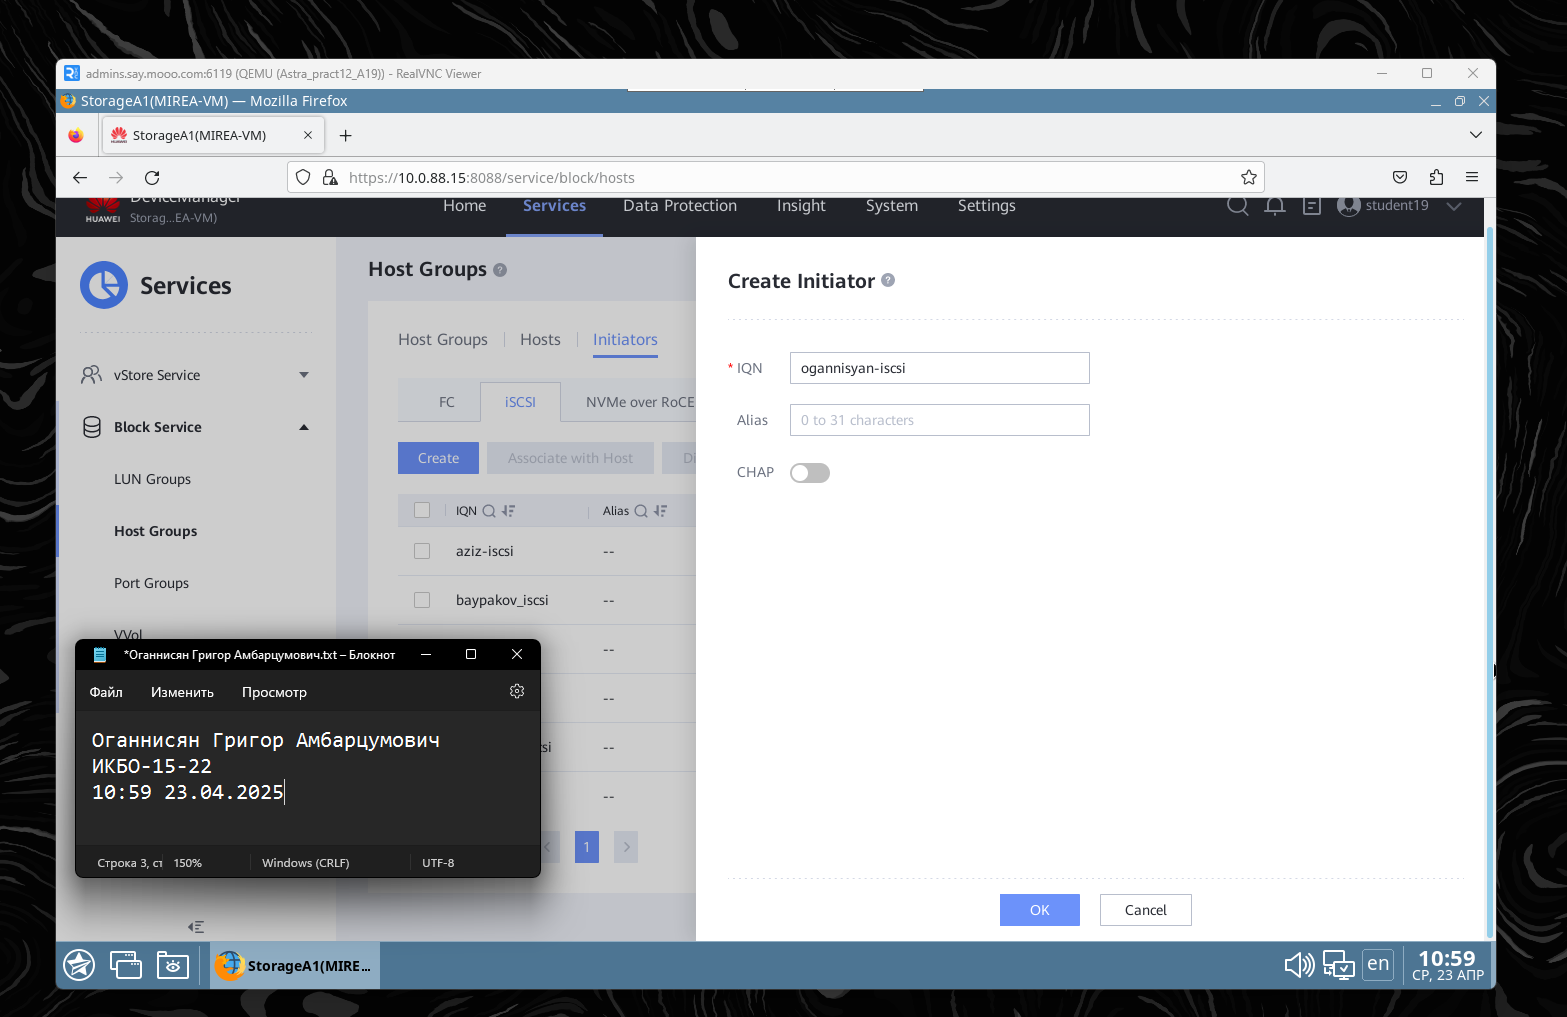 admins.say.mooo.com:6119 (QEMU (Astra_pract12_A19)) - RealVNC Viewer
StorageA1(MIREA-VM) — Mozilla Firefox
StorageA1(MIREA-VM)
https://10.0.88.15:8088/service/block/hosts
HUAWEI
DeviceManager
Storag...EA-VM)
Home
Services
Data Protection
Insight
System
Settings
student19
Services
vStore Service
Block Service
LUN Groups
Host Groups
Port Groups
VVol
Host Groups
Host Groups
Hosts
Initiators
FC
iSCSI
NVMe over RoCE
Create
Associate with Host
Di
IQN
Alias
aziz-iscsi
--
baypakov_iscsi
--
--
--
si
--
--
1
Create Initiator
* IQN
ogannisyan-iscsi
Alias
0 to 31 characters
CHAP
OK
Cancel
*Оганнисян Григор Амбарцумович.txt – Блокнот
Файл
Изменить
Просмотр
Оганнисян Григор Амбарцумович
ИКБО-15-22
10:59 23.04.2025
Строка 3, ст
150%
Windows (CRLF)
UTF-8
StorageA1(MIRE...
en
10:59
СР, 23 АПР